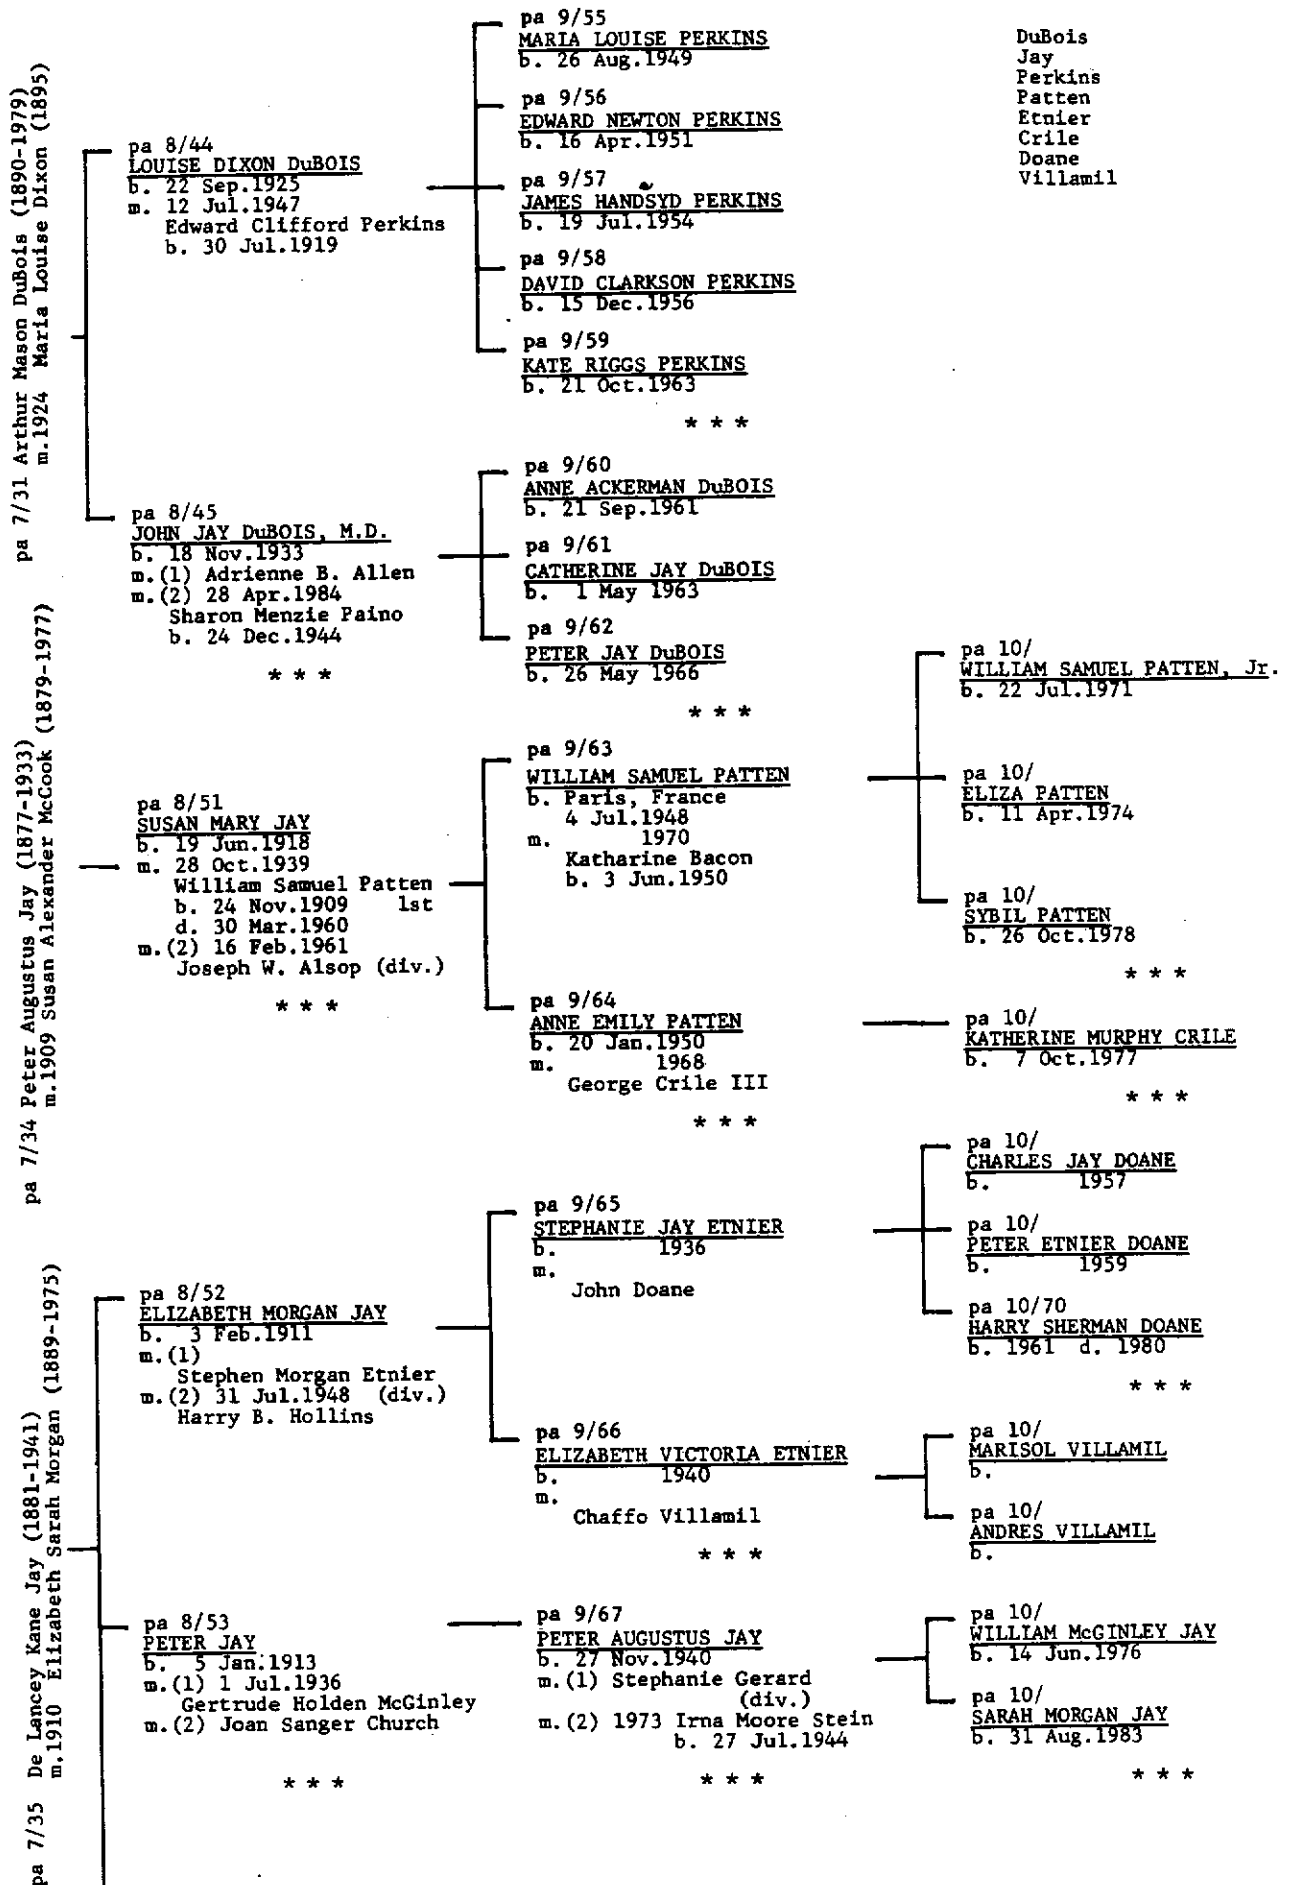 DuBois
Jay
Perkins
Patten
Etnier
Crile
Doane
Villamil
pa 7/31 Arthur Mason DuBois (1890-1979)
m.1924 Maria Louise Dixon (1895)
pa 8/44
LOUISE DIXON DuBOIS
b. 22 Sep.1925
m. 12 Jul.1947
Edward Clifford Perkins
b. 30 Jul.1919
pa 9/55
MARIA LOUISE PERKINS
b. 26 Aug.1949
pa 9/56
EDWARD NEWTON PERKINS
b. 16 Apr.1951
pa 9/57
JAMES HANDSYD PERKINS
b. 19 Jul.1954
pa 9/58
DAVID CLARKSON PERKINS
b. 15 Dec.1956
pa 9/59
KATE RIGGS PERKINS
b. 21 Oct.1963
* * *
pa 8/45
JOHN JAY DuBOIS, M.D.
b. 18 Nov.1933
m.(1) Adrienne B. Allen
m.(2) 28 Apr.1984
Sharon Menzie Paino
b. 24 Dec.1944
* * *
pa 9/60
ANNE ACKERMAN DuBOIS
b. 21 Sep.1961
pa 9/61
CATHERINE JAY DuBOIS
b. 1 May 1963
pa 9/62
PETER JAY DuBOIS
b. 26 May 1966
* * *
pa 7/34 Peter Augustus Jay (1877-1933)
m.1909 Susan Alexander McCook (1879-1977)
pa 8/51
SUSAN MARY JAY
b. 19 Jun.1918
m. 28 Oct.1939
William Samuel Patten
b. 24 Nov.1909 1st
d. 30 Mar.1960
m.(2) 16 Feb.1961
Joseph W. Alsop (div.)
* * *
pa 9/63
WILLIAM SAMUEL PATTEN
b. Paris, France
4 Jul.1948
m. 1970
Katharine Bacon
b. 3 Jun.1950
pa 10/
WILLIAM SAMUEL PATTEN, Jr.
b. 22 Jul.1971
pa 10/
ELIZA PATTEN
b. 11 Apr.1974
pa 10/
SYBIL PATTEN
b. 26 Oct.1978
* * *
pa 9/64
ANNE EMILY PATTEN
b. 20 Jan.1950
m. 1968
George Crile III
* * *
pa 10/
KATHERINE MURPHY CRILE
b. 7 Oct.1977
* * *
pa 7/35 De Lancey Kane Jay (1881-1941)
m.1910 Elizabeth Sarah Morgan (1889-1975)
pa 8/52
ELIZABETH MORGAN JAY
b. 3 Feb.1911
m.(1)
Stephen Morgan Etnier
m.(2) 31 Jul.1948 (div.)
Harry B. Hollins
pa 9/65
STEPHANIE JAY ETNIER
b. 1936
m.
John Doane
pa 10/
CHARLES JAY DOANE
b. 1957
pa 10/
PETER ETNIER DOANE
b. 1959
pa 10/70
HARRY SHERMAN DOANE
b. 1961 d. 1980
* * *
pa 9/66
ELIZABETH VICTORIA ETNIER
b. 1940
m.
Chaffo Villamil
* * *
pa 10/
MARISOL VILLAMIL
b.
pa 10/
ANDRES VILLAMIL
b.
pa 8/53
PETER JAY
b. 5 Jan.1913
m.(1) 1 Jul.1936
Gertrude Holden McGinley
m.(2) Joan Sanger Church
* * *
pa 9/67
PETER AUGUSTUS JAY
b. 27 Nov.1940
m.(1) Stephanie Gerard
(div.)
m.(2) 1973 Irna Moore Stein
b. 27 Jul.1944
* * *
pa 10/
WILLIAM McGINLEY JAY
b. 14 Jun.1976
pa 10/
SARAH MORGAN JAY
b. 31 Aug.1983
* * *